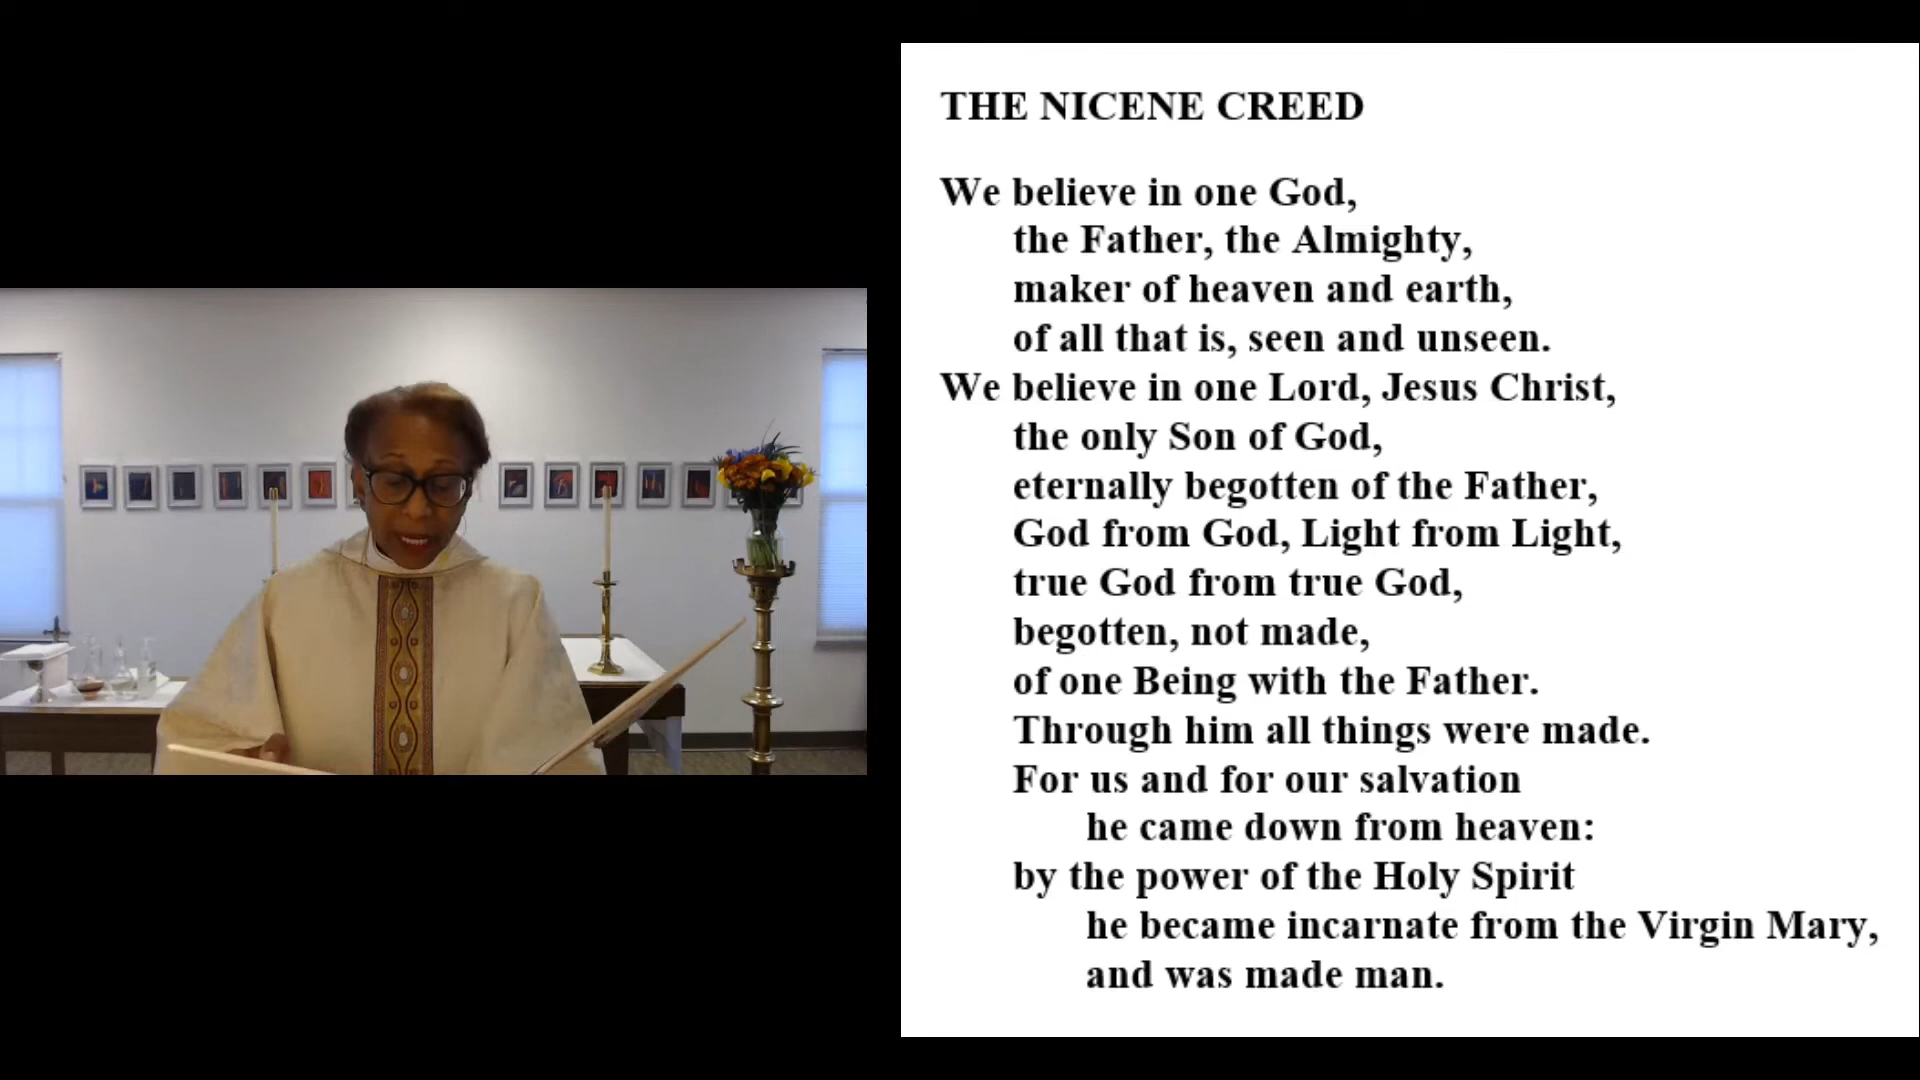 THE NICENE CREED
We believe in one God,
the Father, the Almighty,
maker of heaven and earth,
of all that is, seen and unseen.
We believe in one Lord, Jesus Christ,
the only Son of God,
eternally begotten of the Father,
God from God, Light from Light,
true God from true God,
begotten, not made,
of one Being with the Father.
Through him all things were made.
For us and for our salvation
he came down from heaven:
by the power of the Holy Spirit
he became incarnate from the Virgin Mary,
and was made man.